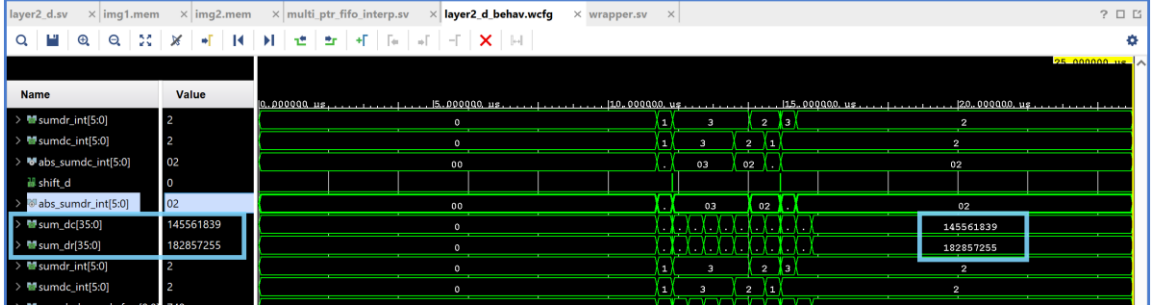 layer2_d.sv × img1.mem × img2.mem × multi_ptr_fifo_interp.sv × layer2_d_behav.wcfg × wrapper.sv ×
25.000000 us
Name Value
0.000000 us 5.000000 us 10.000000 us 15.000000 us 20.000000 us
sumdr_int[5:0] 2 0 1 3 2 3 2
sumdc_int[5:0] 2 0 1 3 2 1 2
abs_sumdc_int[5:0] 02 00 . 03 02 . 02
shift_d 0
abs_sumdr_int[5:0] 02 00 . 03 02 . 02
sum_dc[35:0] 145561839 0 . . . . . . . . . . 145561839
sum_dr[35:0] 182857255 0 . . . . . . . . . . 182857255
sumdr_int[5:0] 2 0 1 3 2 3 2
sumdc_int[5:0] 2 0 1 3 2 1 2